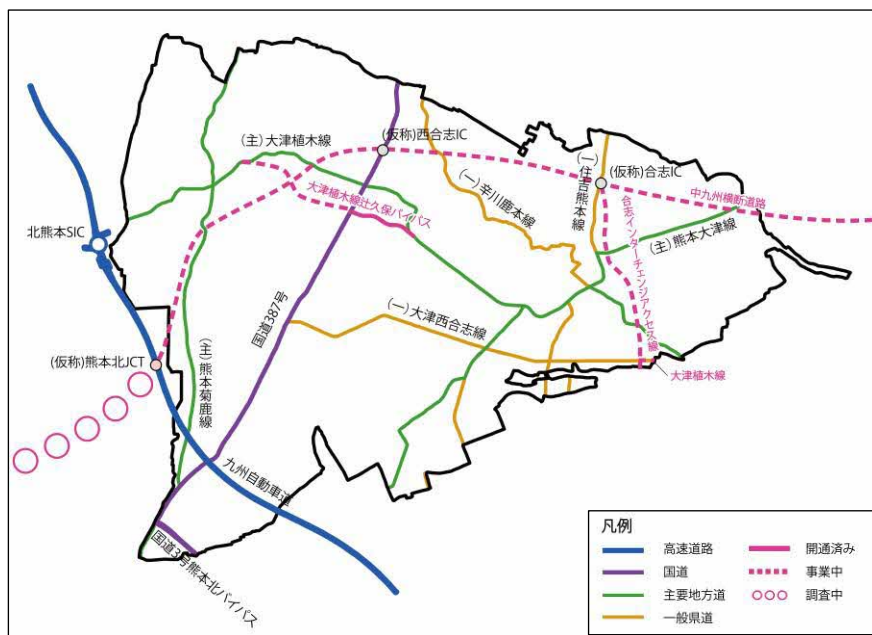 (仮称)西合志IC
(主)大津植木線
(一)辛川鹿本線
(一)住吉熊本線
(仮称)合志IC
中九州横断道路
大津植木線辻久保バイパス
合志インターチェンジアクセス線
(主)熊本大津線
北熊本SIC
国道387号
(一)大津西合志線
(仮称)熊本北JCT
(主)熊本菊鹿線
大津植木線
九州自動車道
国道3号熊本北バイパス
凡例
高速道路
開通済み
国道
事業中
主要地方道
調査中
一般県道